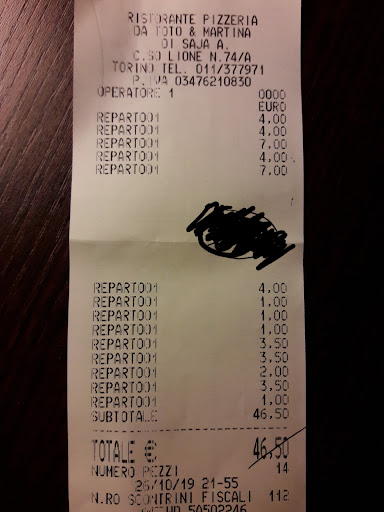 RISTORANTE PIZZERIA
DA TOTO & MARTINA
DI SAJA A.
C.SO LIONE N.74/A
TORINO TEL. 011/377971
P.IVA 03476210830
OPERATORE 1 0000
EURO
REPARTO01 4,00
REPARTO01 4,00
REPARTO01 7,00
REPARTO01 4,00
REPARTO01 7,00
REPARTO01 4,00
REPARTO01 1,00
REPARTO01 1,00
REPARTO01 1,00
REPARTO01 3,50
REPARTO01 3,50
REPARTO01 2,00
REPARTO01 3,50
REPARTO01 1,00
SUBTOTALE 46,50
TOTALE € 46,50
NUMERO PEZZI 14
26/10/19 21-55
N.RO SCONTRINI FISCALI 112
50502246